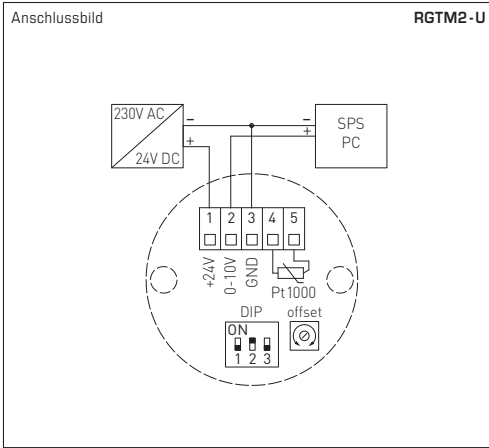 Anschlussbild RGTM2-U
230V AC
24V DC
–
+
–
+
SPS
PC
1 2 3 4 5
+24V
0-10V
GND
Pt1000
DIP
offset
ON
1 2 3